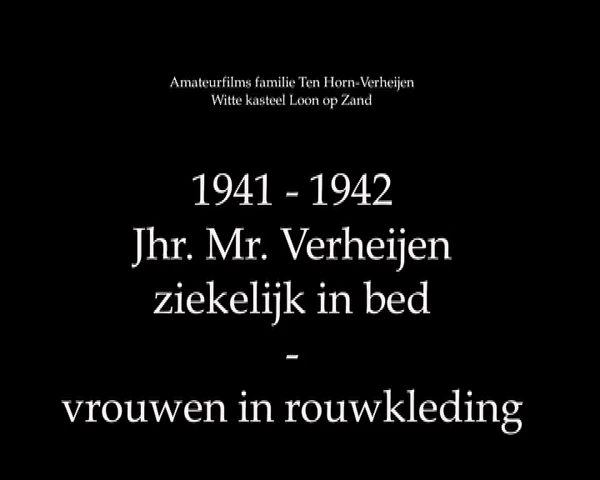 Amateurfilms familie Ten Horn-Verheijen
Witte kasteel Loon op Zand
1941 - 1942
Jhr. Mr. Verheijen
ziekelijk in bed
-
vrouwen in rouwkleding